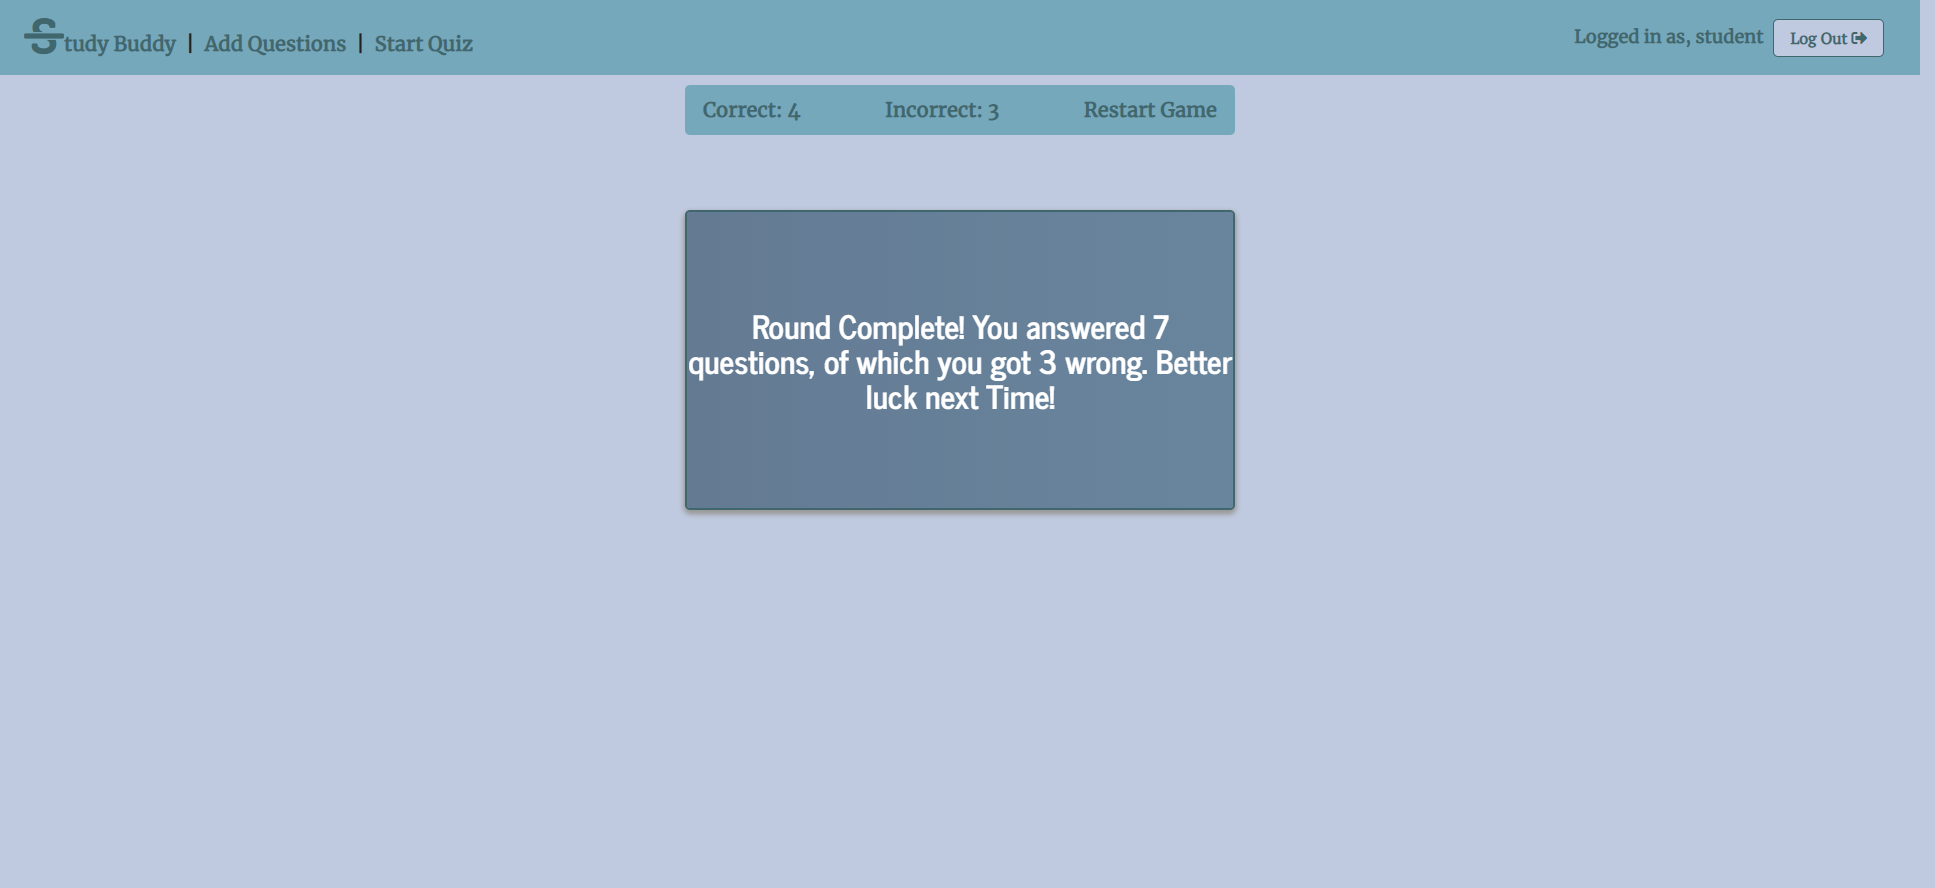 Study Buddy | Add Questions | Start Quiz
Logged in as, student Log Out
Correct: 4 Incorrect: 3 Restart Game
Round Complete! You answered 7
questions, of which you got 3 wrong. Better
luck next Time!